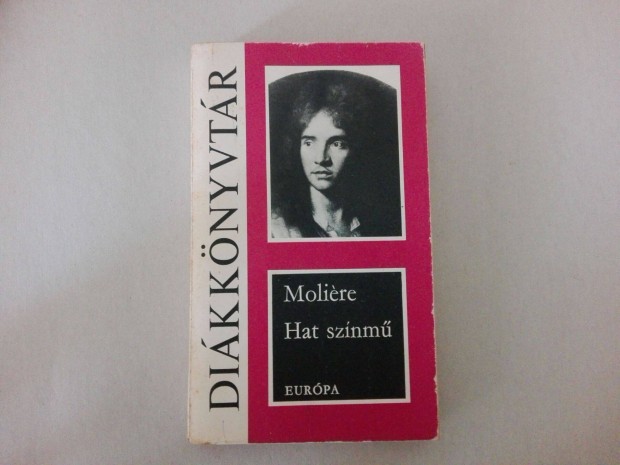 DIÁKKÖNYVTÁR
Molière
Hat színmű
EURÓPA